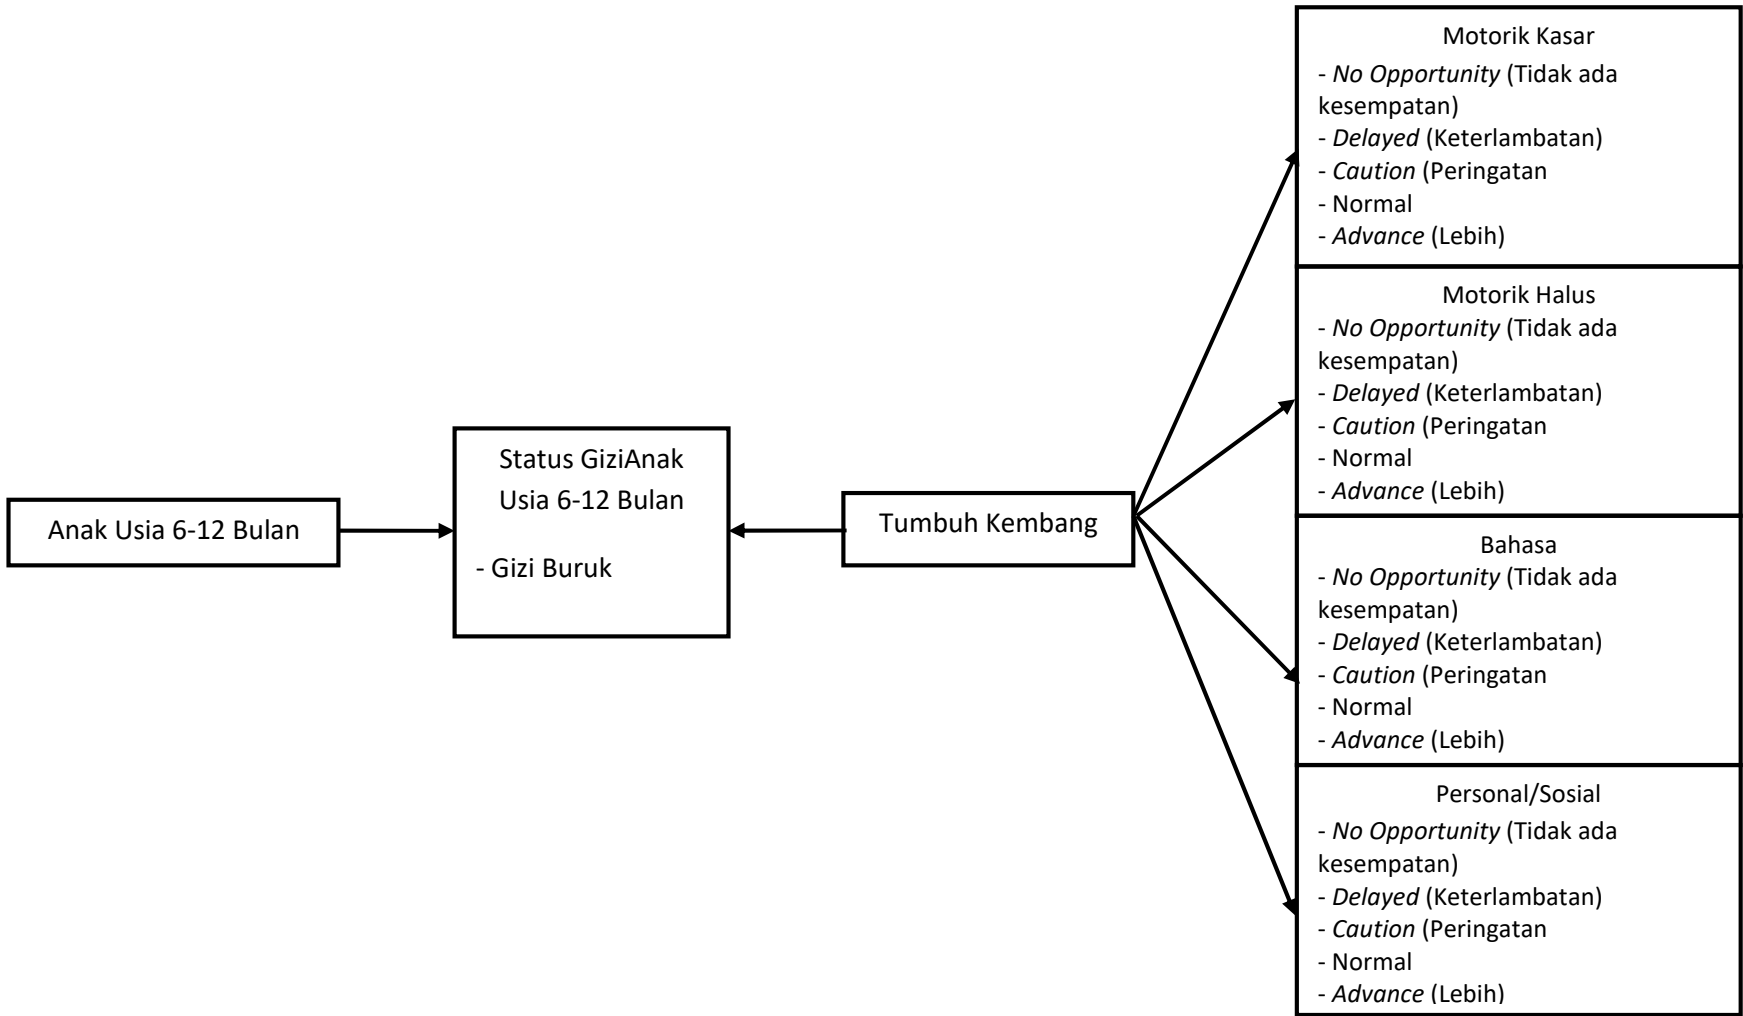 Anak Usia 6-12 Bulan
Status GiziAnak
Usia 6-12 Bulan
- Gizi Buruk
Tumbuh Kembang
Motorik Kasar
- No Opportunity (Tidak ada
kesempatan)
- Delayed (Keterlambatan)
- Caution (Peringatan
- Normal
- Advance (Lebih)
Motorik Halus
- No Opportunity (Tidak ada
kesempatan)
- Delayed (Keterlambatan)
- Caution (Peringatan
- Normal
- Advance (Lebih)
Bahasa
- No Opportunity (Tidak ada
kesempatan)
- Delayed (Keterlambatan)
- Caution (Peringatan
- Normal
- Advance (Lebih)
Personal/Sosial
- No Opportunity (Tidak ada
kesempatan)
- Delayed (Keterlambatan)
- Caution (Peringatan
- Normal
- Advance (Lebih)